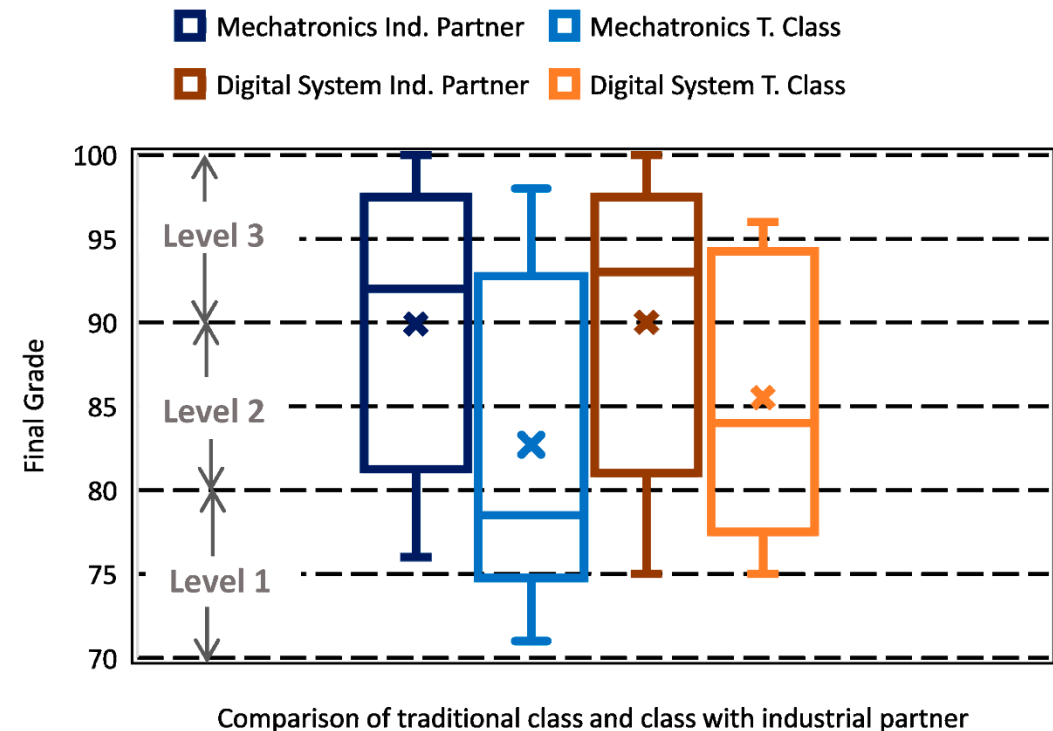 Mechatronics Ind. Partner Mechatronics T. Class
Digital System Ind. Partner Digital System T. Class
100
95
90
85
80
75
70
Level 3
Level 2
Level 1
Final Grade
Comparison of traditional class and class with industrial partner